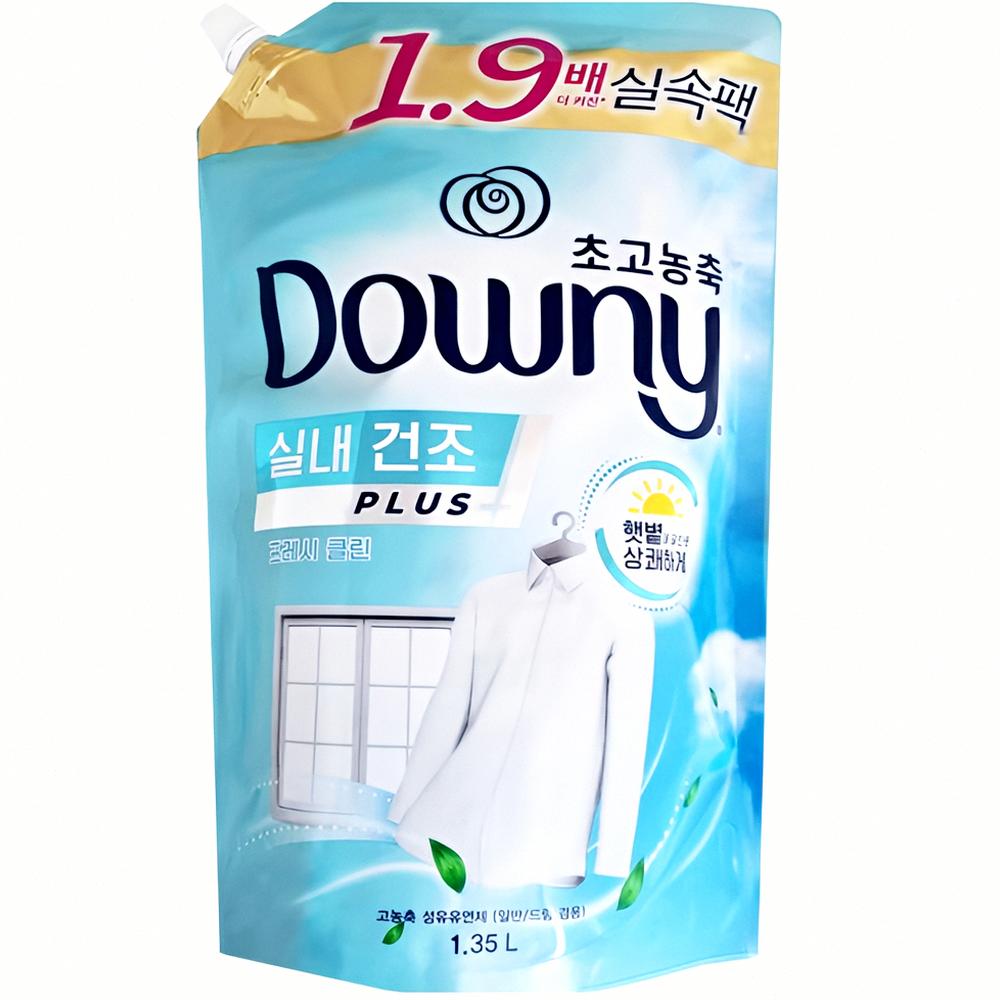 1.9배 실속팩
더 커진*
초고농축
Downy
실내 건조
PLUS
프레시 클린
햇볕
상쾌하게
고농축 섬유유연제 (일반/드럼 겸용)
1.35 L